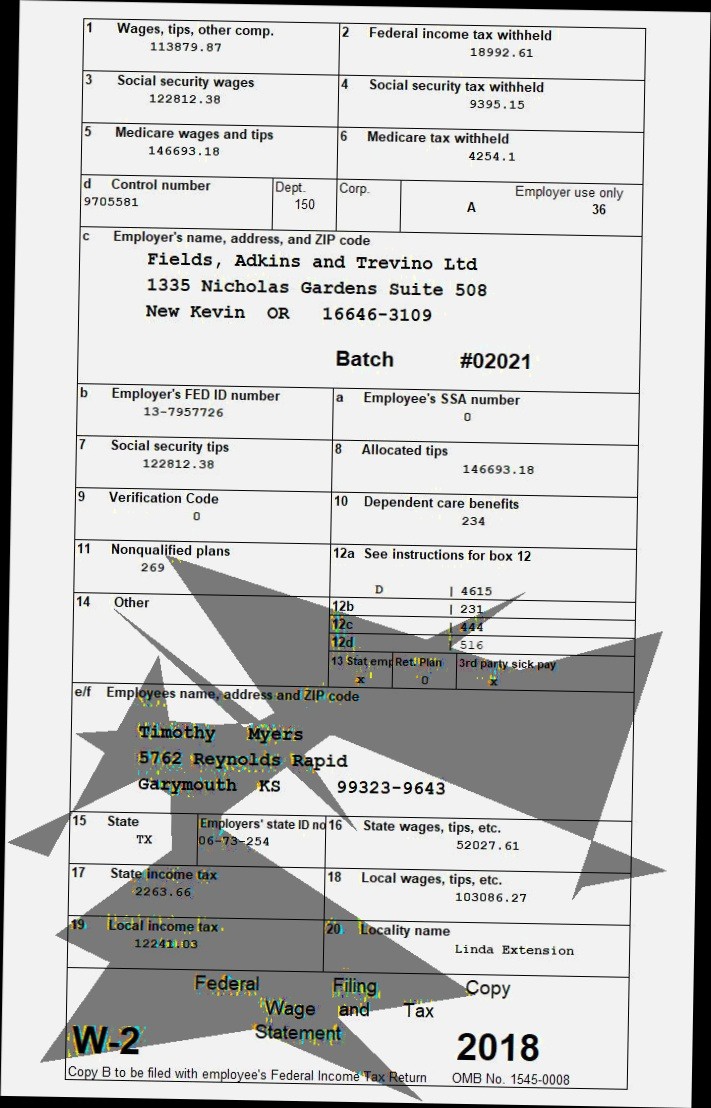 1 Wages, tips, other comp. 2 Federal income tax withheld
113879.87 18992.61
3 Social security wages 4 Social security tax withheld
122812.38 9395.15
5 Medicare wages and tips 6 Medicare tax withheld
146693.18 4254.1
d Control number Dept. Corp. Employer use only
9705581 150 A 36
c Employer's name, address, and ZIP code
Fields, Adkins and Trevino Ltd
1335 Nicholas Gardens Suite 508
New Kevin OR 16646-3109
Batch #02021
b Employer's FED ID number a Employee's SSA number
13-7957726 0
7 Social security tips 8 Allocated tips
122812.38 146693.18
9 Verification Code 10 Dependent care benefits
0 234
11 Nonqualified plans 12a See instructions for box 12
269
D 4615
14 Other 12b 231
12c 444
12d 516
13 Stat emp Ret. Plan 3rd party sick pay
x 0 x
e/f Employees name, address and ZIP code
Timothy Myers
5762 Reynolds Rapid
Garymouth KS 99323-9643
15 State Employers' state ID no 16 State wages, tips, etc.
TX 06-73-254 52027.61
17 State income tax 18 Local wages, tips, etc.
2263.66 103086.27
19 Local income tax 20 Locality name
12241.03 Linda Extension
Federal Filing Copy
Wage and Tax
Statement
W-2 2018
Copy B to be filed with employee's Federal Income Tax Return OMB No. 1545-0008